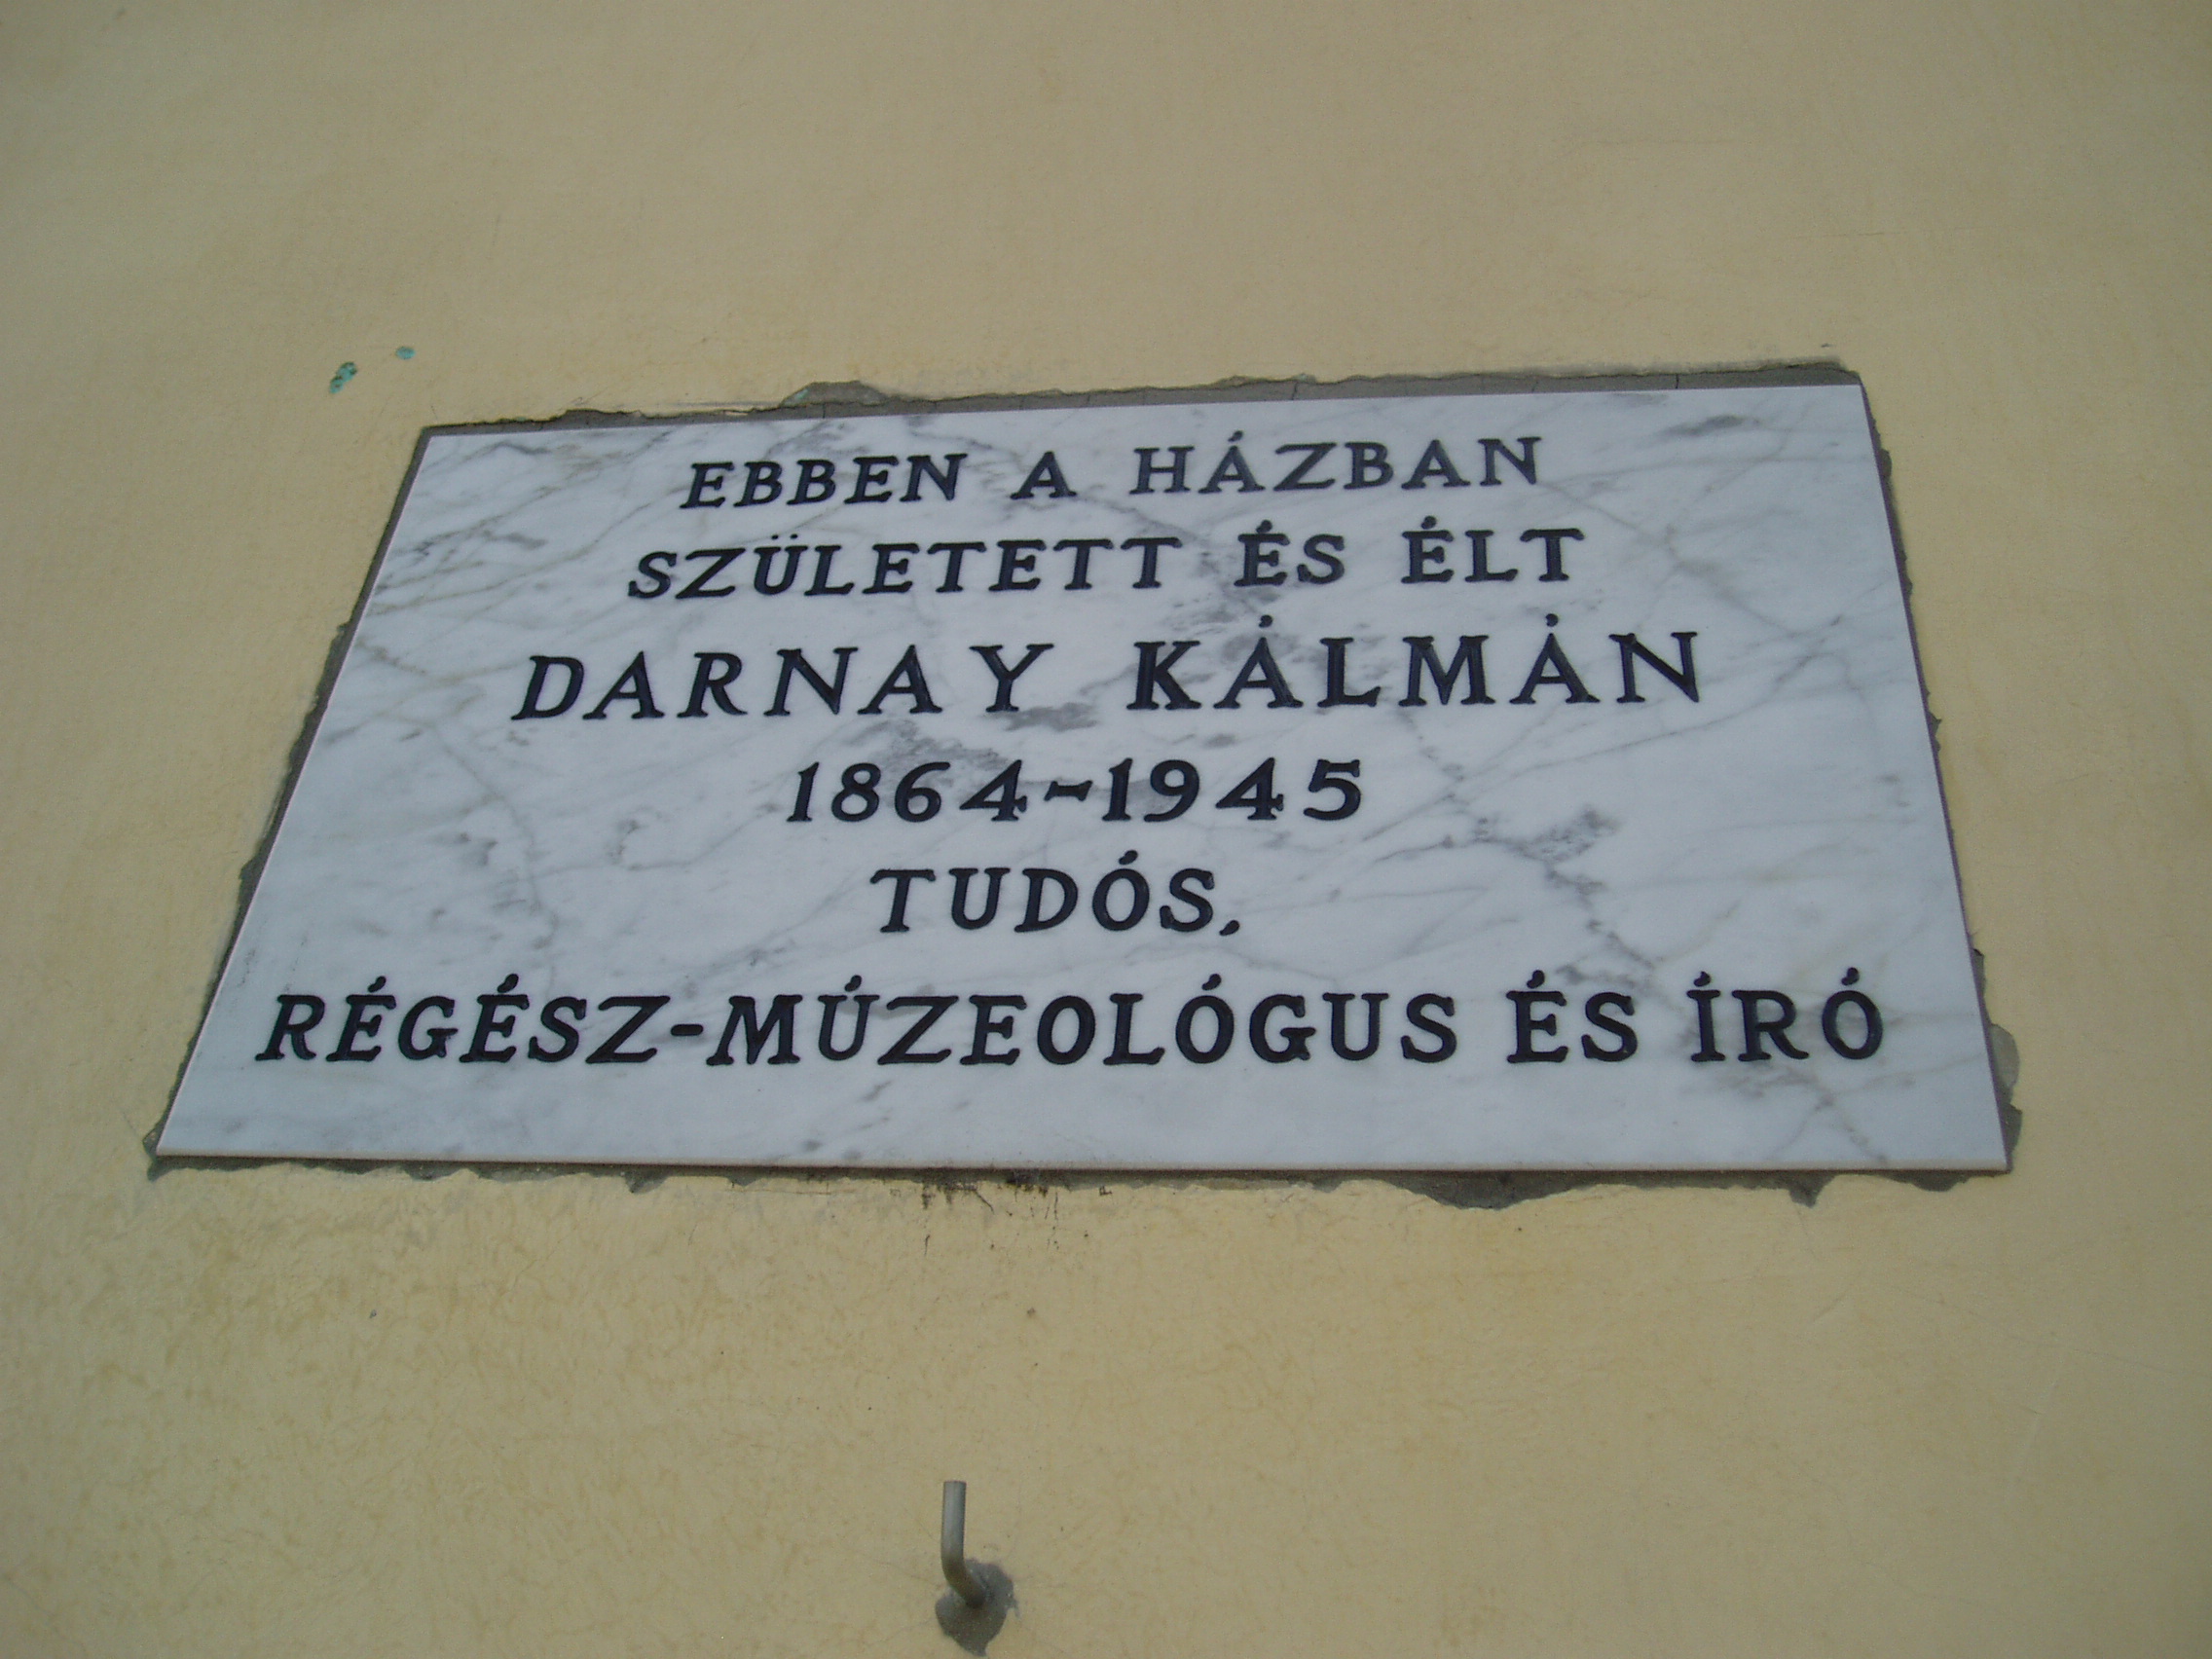 EBBEN A HÁZBAN
SZÜLETETT ÉS ÉLT
DARNAY KÁLMÁN
1864-1945
TUDÓS,
RÉGÉSZ-MÚZEOLÓGUS ÉS ÍRÓ